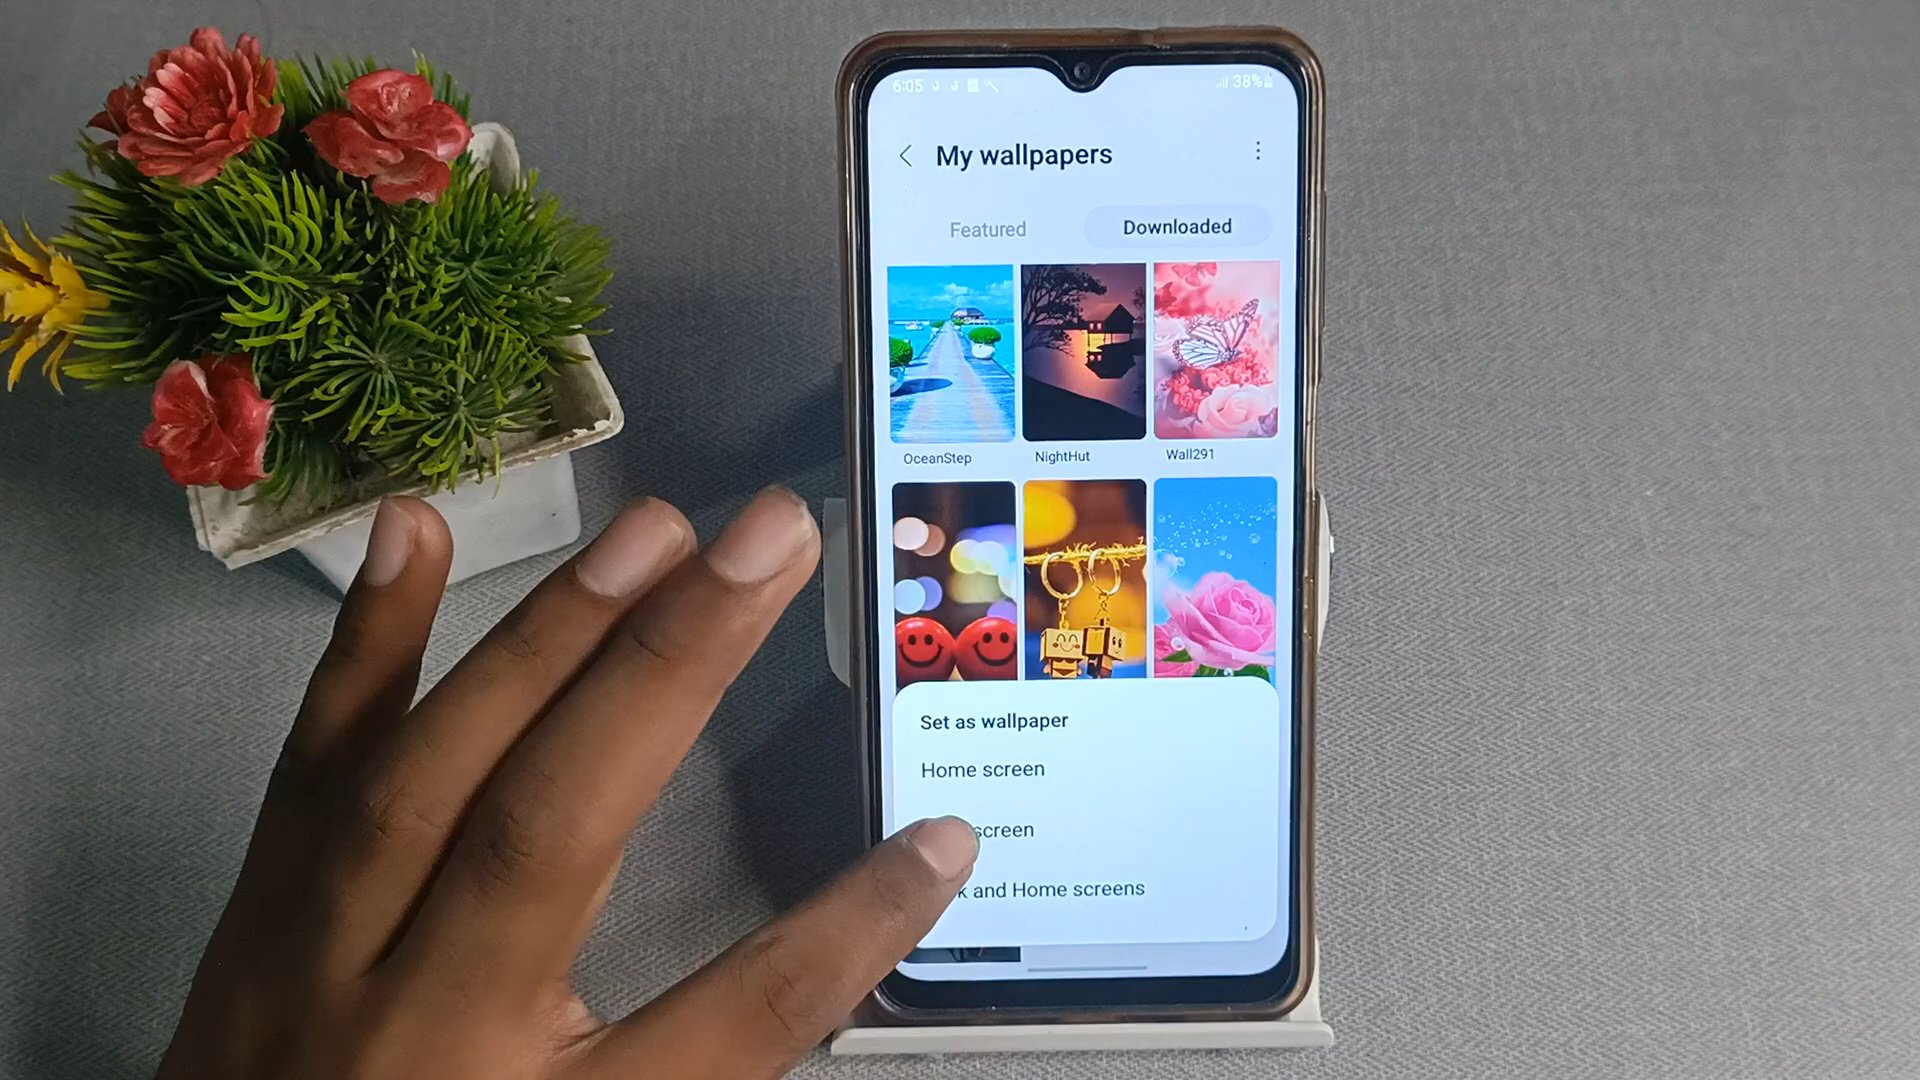 6:05
38%
My wallpapers
Featured
Downloaded
OceanStep
NightHut
Wall291
Set as wallpaper
Home screen
screen
k and Home screens